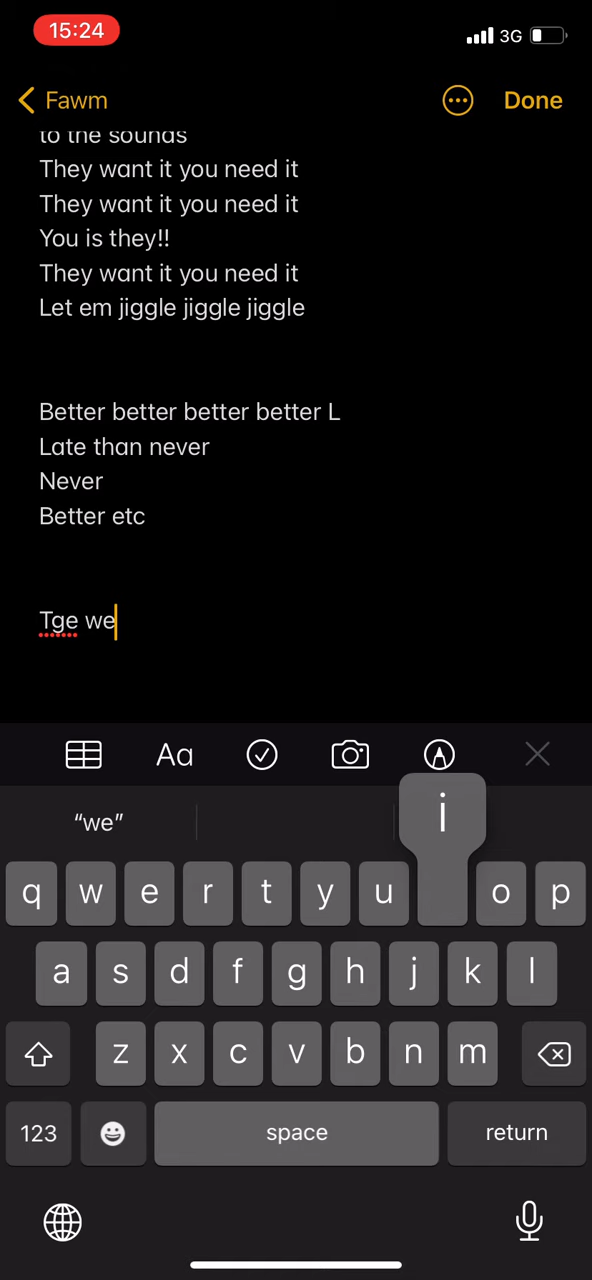 15:24 3G
Fawm Done
to the sounds
They want it you need it
They want it you need it
You is they!!
They want it you need it
Let em jiggle jiggle jiggle
Better better better better L
Late than never
Never
Better etc
Tge we
Aa
“we” i
q w e r t y u o p
a s d f g h j k l
z x c v b n m
123 space return